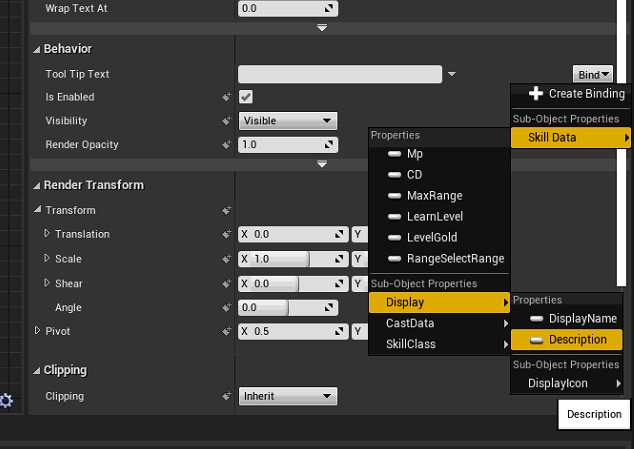 Wrap Text At 0.0
Behavior
Tool Tip Text Bind
Is Enabled
Create Binding
Sub-Object Properties
Skill Data
Visibility Visible
Render Opacity 1.0
Properties
Mp
CD
MaxRange
LearnLevel
LevelGold
RangeSelectRange
Sub-Object Properties
Display
CastData
SkillClass
Properties
DisplayName
Description
Sub-Object Properties
DisplayIcon
Description
Render Transform
Transform
Translation X 0.0 Y
Scale X 1.0 Y
Shear X 0.0 Y
Angle 0.0
Pivot X 0.5 Y
Clipping
Clipping Inherit